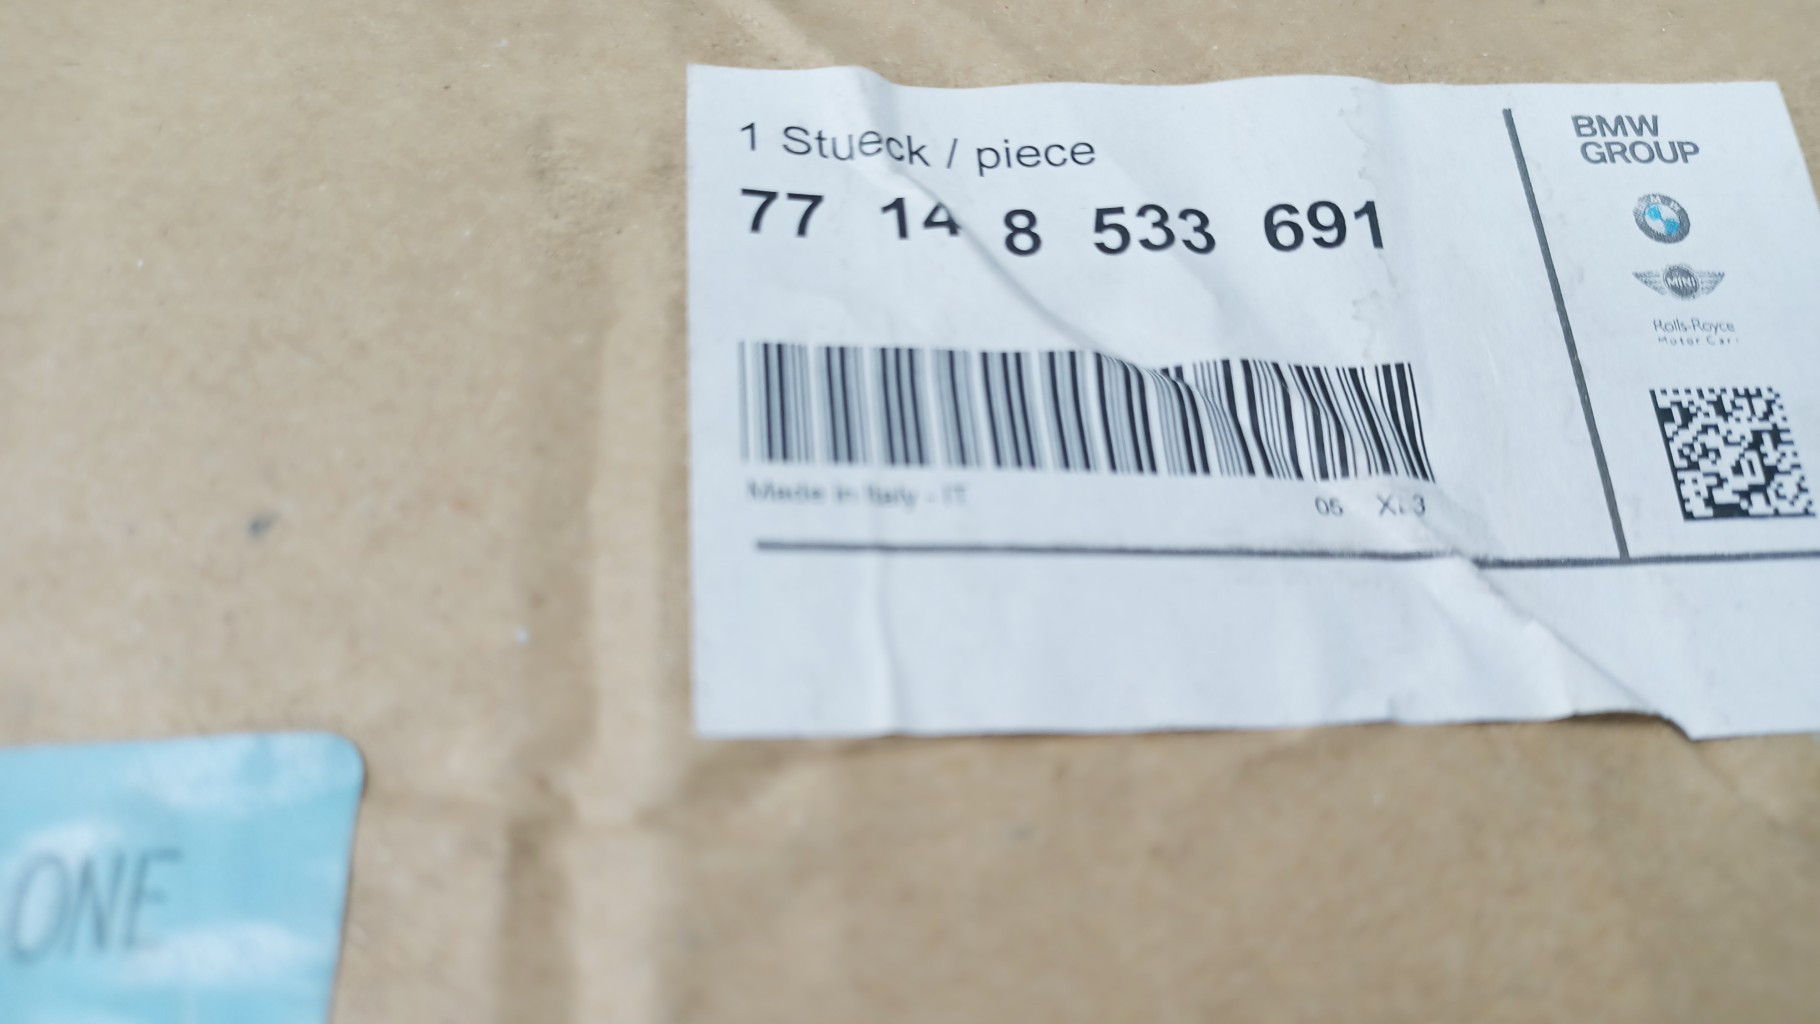 1 Stueck / piece
77 14 8 533 691
Made in Italy - IT
05
BMW
GROUP
MINI
Rolls-Royce
Motor Cars
ONE